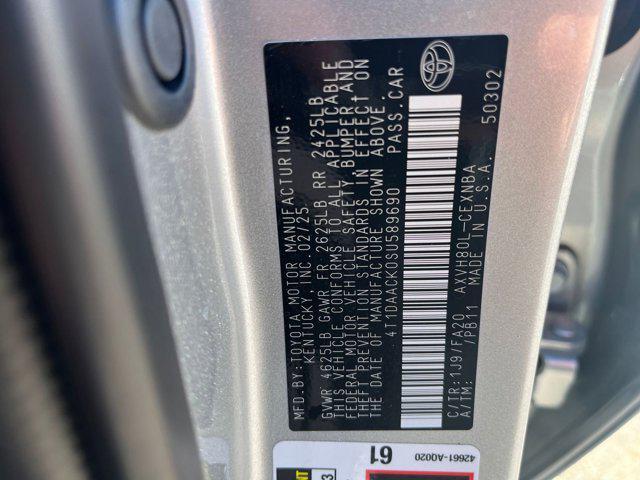 MFD.BY:TOYOTA MOTOR MANUFACTURING,
KENTUCKY, INC. 02/25
GVWR 4625LB GAWR FR 2625LB RR 2425LB
THIS VEHICLE CONFORMS TO ALL APPLICABLE
FEDERAL MOTOR VEHICLE SAFETY, BUMPER, AND
THEFT PREVENTION STANDARDS IN EFFECT ON
THE DATE OF MANUFACTURE SHOWN ABOVE.
4T1DAACK0SU589690 PASS.CAR
C/TR:1J9/FA20 AXVH80L-CEXNBA
A/TM: /PB11 MADE IN U.S.A.
50302
42661-AQ020
61